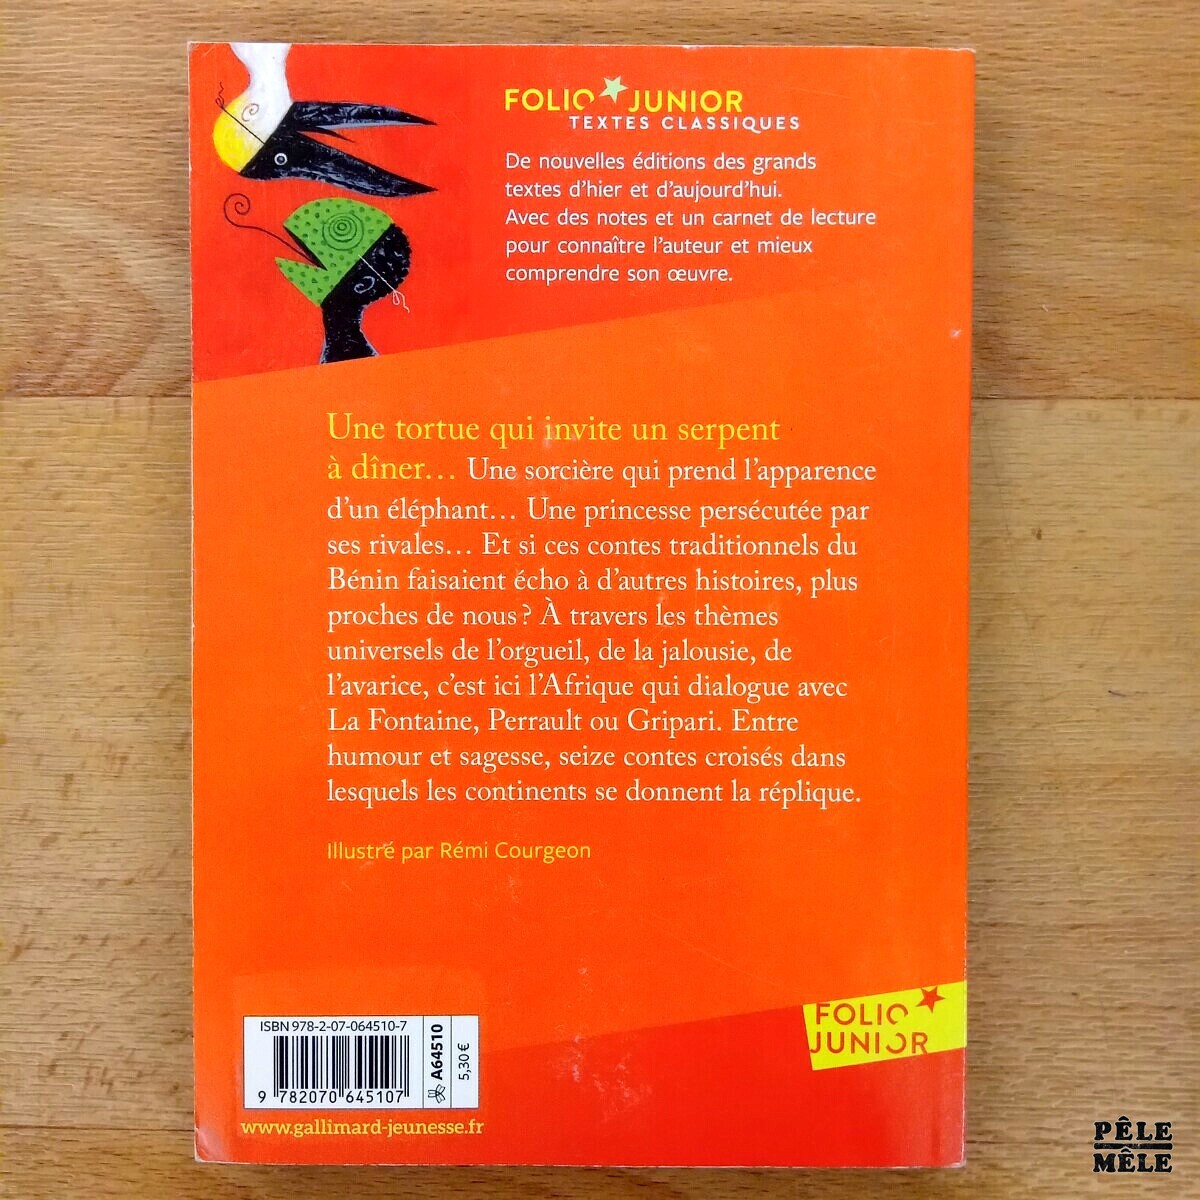 FOLIO JUNIOR
TEXTES CLASSIQUES
De nouvelles éditions des grands
textes d'hier et d'aujourd'hui.
Avec des notes et un carnet de lecture
pour connaître l'auteur et mieux
comprendre son œuvre.
Une tortue qui invite un serpent
à dîner... Une sorcière qui prend l'apparence
d'un éléphant... Une princesse persécutée par
ses rivales... Et si ces contes traditionnels du
Bénin faisaient écho à d'autres histoires, plus
proches de nous ? À travers les thèmes
universels de l'orgueil, de la jalousie, de
l'avarice, c'est ici l'Afrique qui dialogue avec
La Fontaine, Perrault ou Gripari. Entre
humour et sagesse, seize contes croisés dans
lesquels les continents se donnent la réplique.
Illustré par Rémi Courgeon
ISBN 978-2-07-064510-7
9 782070 645107
A64510
5,30 €
www.gallimard-jeunesse.fr
FOLIO
JUNIOR
PÊLE
MÊLE